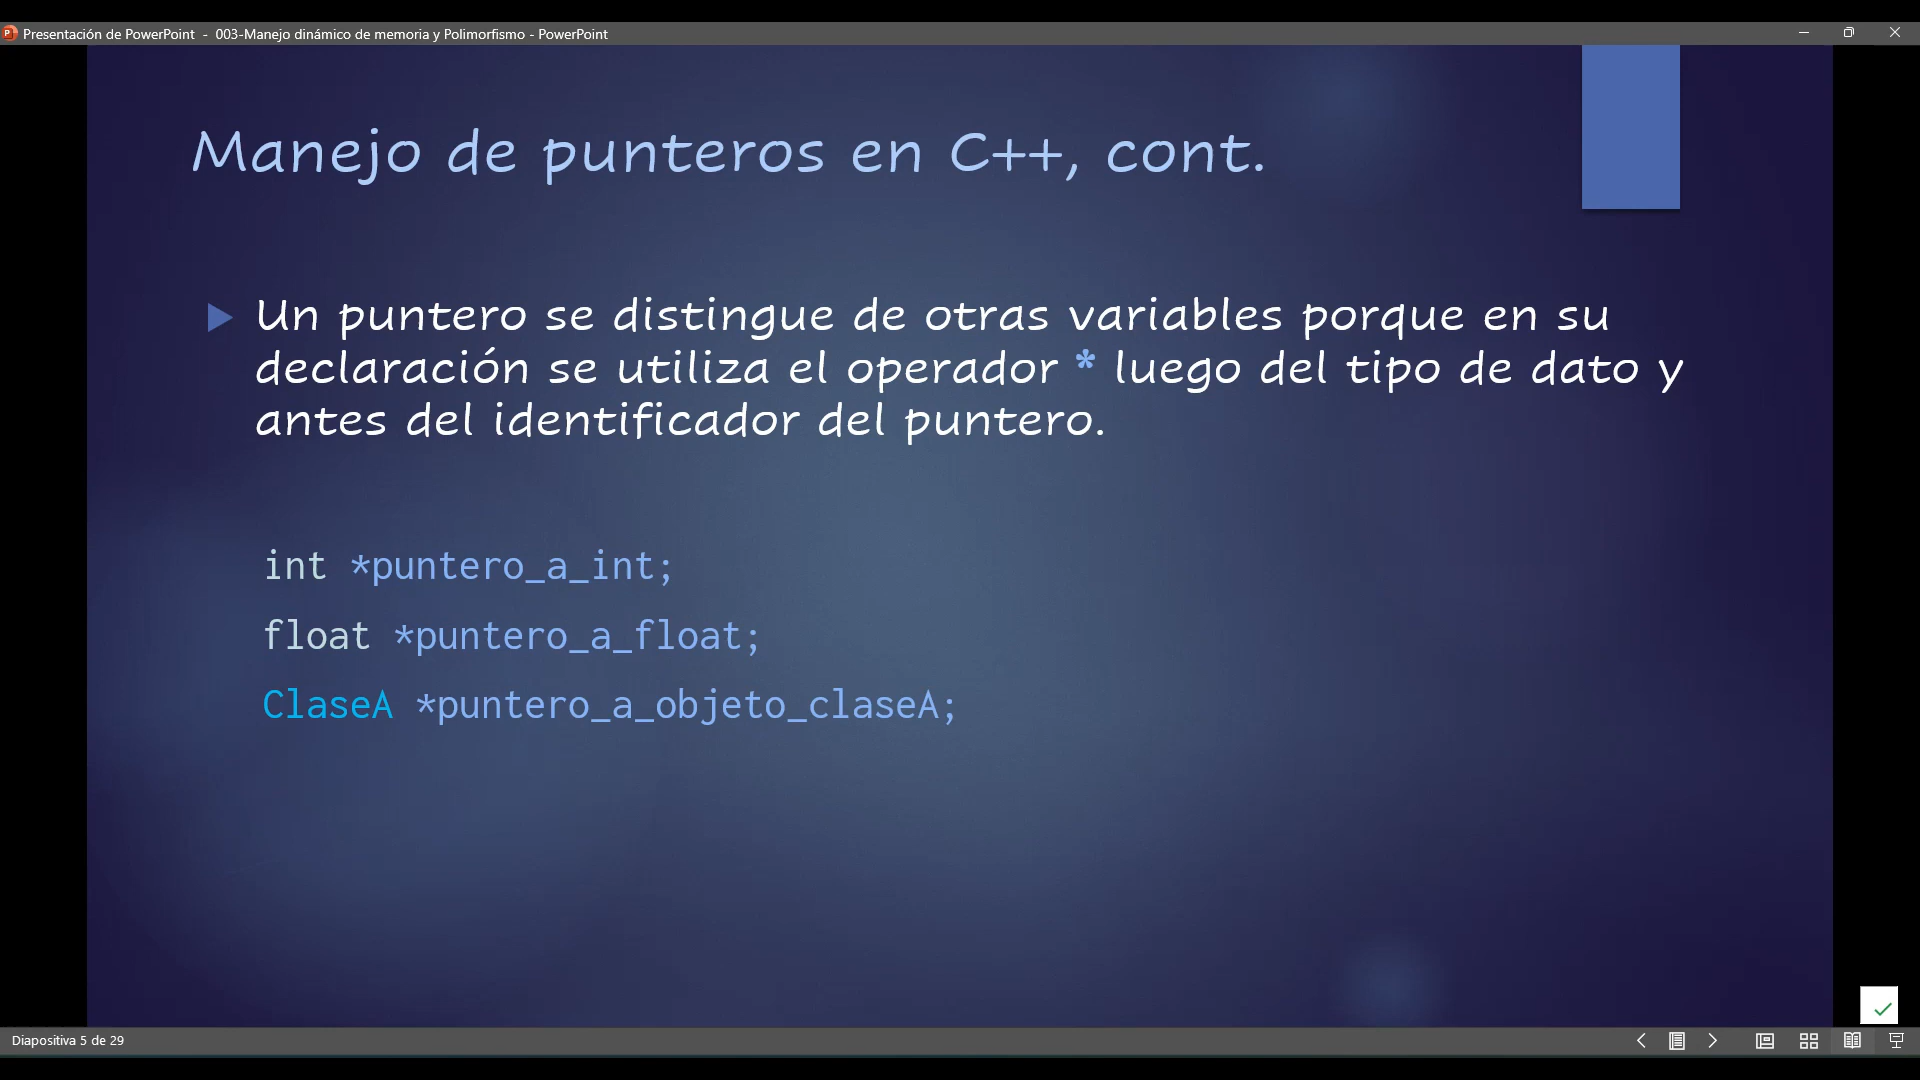 Presentación de PowerPoint - 003-Manejo dinámico de memoria y Polimorfismo - PowerPoint
Manejo de punteros en C++, cont.
Un puntero se distingue de otras variables porque en su
declaración se utiliza el operador * luego del tipo de dato y
antes del identificador del puntero.
int *puntero_a_int;
float *puntero_a_float;
ClaseA *puntero_a_objeto_claseA;
Diapositiva 5 de 29